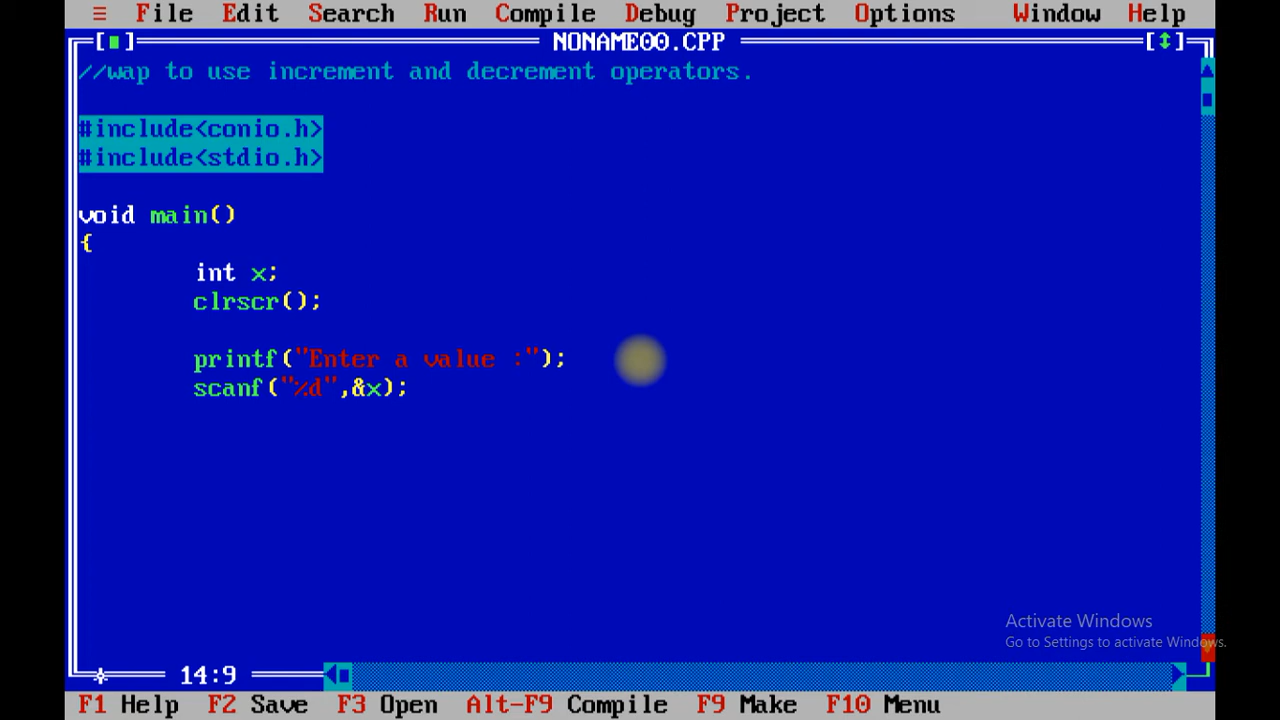 ≡ File Edit Search Run Compile Debug Project Options Window Help
[■] NONAME00.CPP [↕]
//wap to use increment and decrement operators.
#include<conio.h>
#include<stdio.h>
void main()
{
int x;
clrscr();
printf("Enter a value :");
scanf("%d",&x);
Activate Windows
Go to Settings to activate Windows.
14:9
F1 Help F2 Save F3 Open Alt-F9 Compile F9 Make F10 Menu